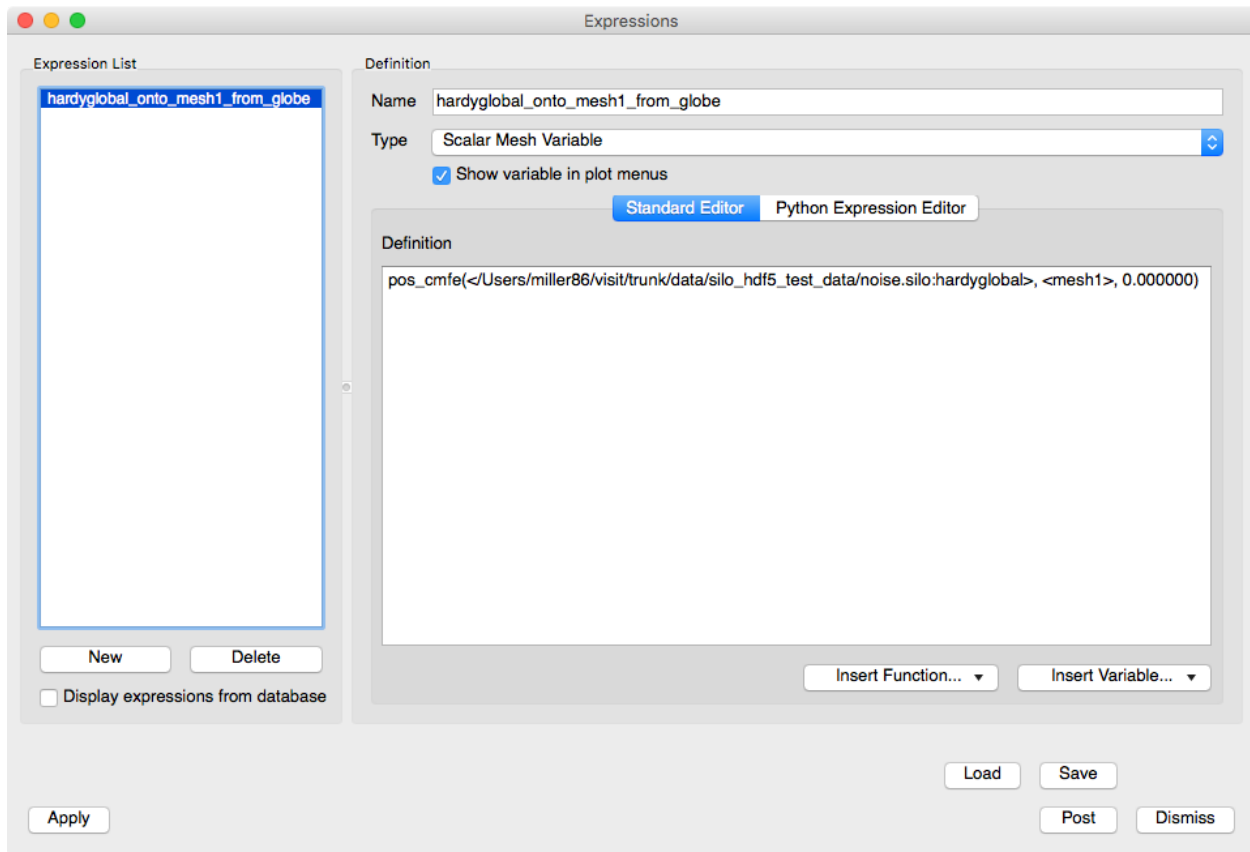 Expressions
Expression List
hardyglobal_onto_mesh1_from_globe
New
Delete
Display expressions from database
Definition
Name hardyglobal_onto_mesh1_from_globe
Type Scalar Mesh Variable
Show variable in plot menus
Standard Editor Python Expression Editor
Definition
pos_cmfe(</Users/miller86/visit/trunk/data/silo_hdf5_test_data/noise.silo:hardyglobal>, <mesh1>, 0.000000)
Insert Function... Insert Variable...
Load Save
Apply Post Dismiss